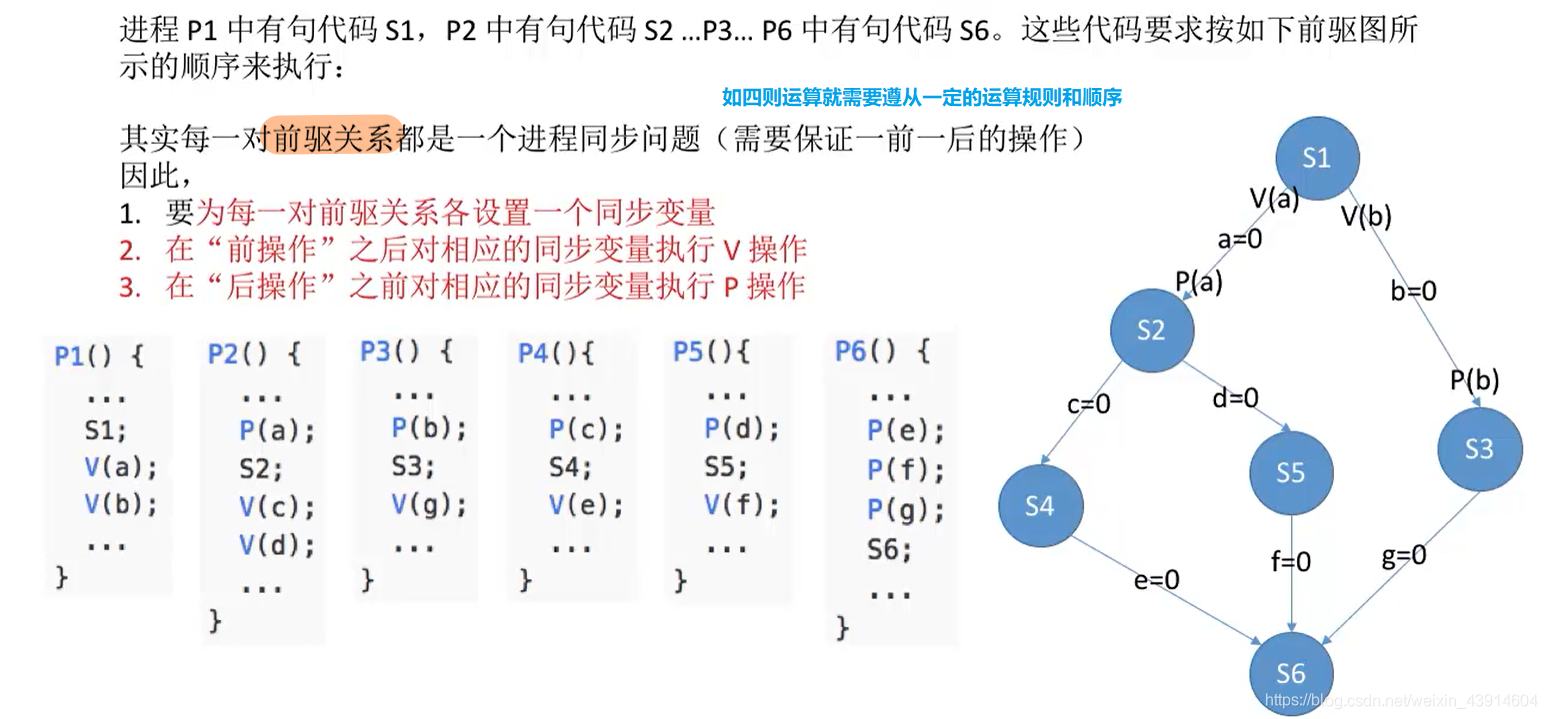 进程 P1 中有句代码 S1，P2 中有句代码 S2 ...P3... P6 中有句代码 S6。这些代码要求按如下前驱图所
示的顺序来执行：
如四则运算就需要遵从一定的运算规则和顺序
其实每一对前驱关系都是一个进程同步问题（需要保证一前一后的操作）
因此，
1. 要为每一对前驱关系各设置一个同步变量
2. 在“前操作”之后对相应的同步变量执行 V 操作
3. 在“后操作”之前对相应的同步变量执行 P 操作
P1() {
...
S1;
V(a);
V(b);
...
}
P2() {
...
P(a);
S2;
V(c);
V(d);
...
}
P3() {
...
P(b);
S3;
V(g);
...
}
P4(){
...
P(c);
S4;
V(e);
...
}
P5(){
...
P(d);
S5;
V(f);
...
}
P6() {
...
P(e);
P(f);
P(g);
S6;
...
}
S1
V(a)
V(b)
a=0
P(a)
b=0
S2
P(b)
c=0
d=0
S3
S5
S4
e=0
f=0
g=0
S6
https://blog.csdn.net/weixin_43914604